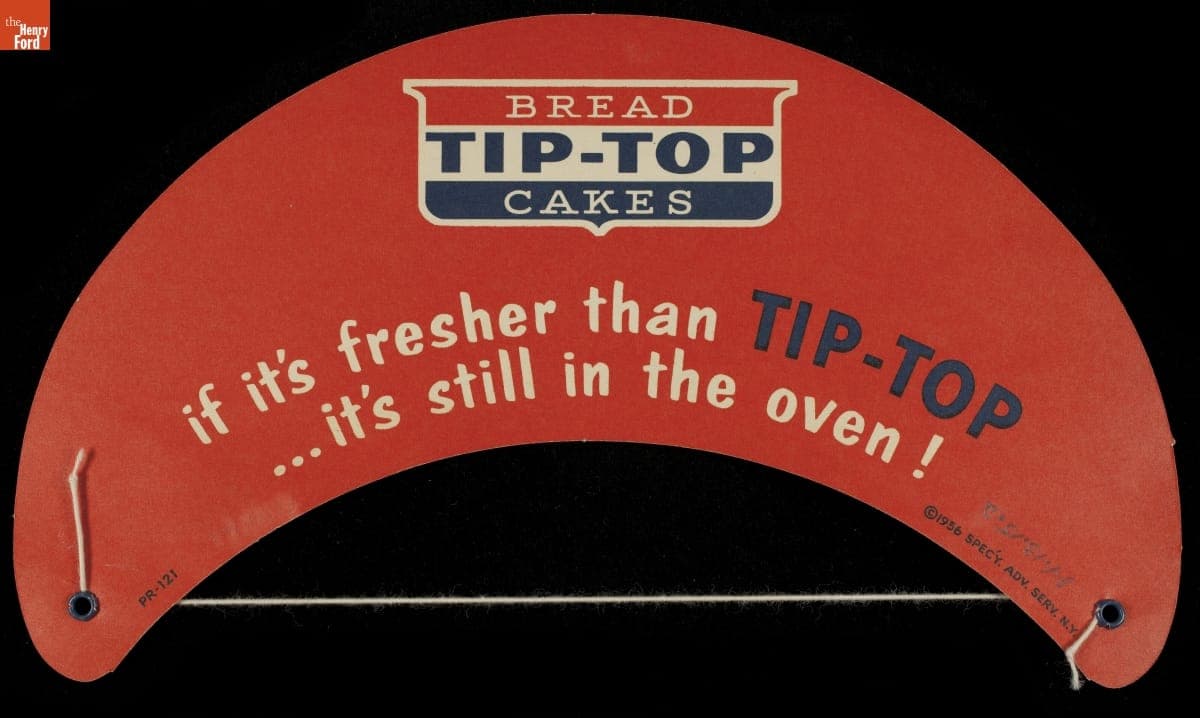 the
Henry
Ford
BREAD
TIP-TOP
CAKES
if it's fresher than TIP-TOP
...it's still in the oven!
PR-121
©1956 SPEC'Y. ADV. SERV. N.Y.